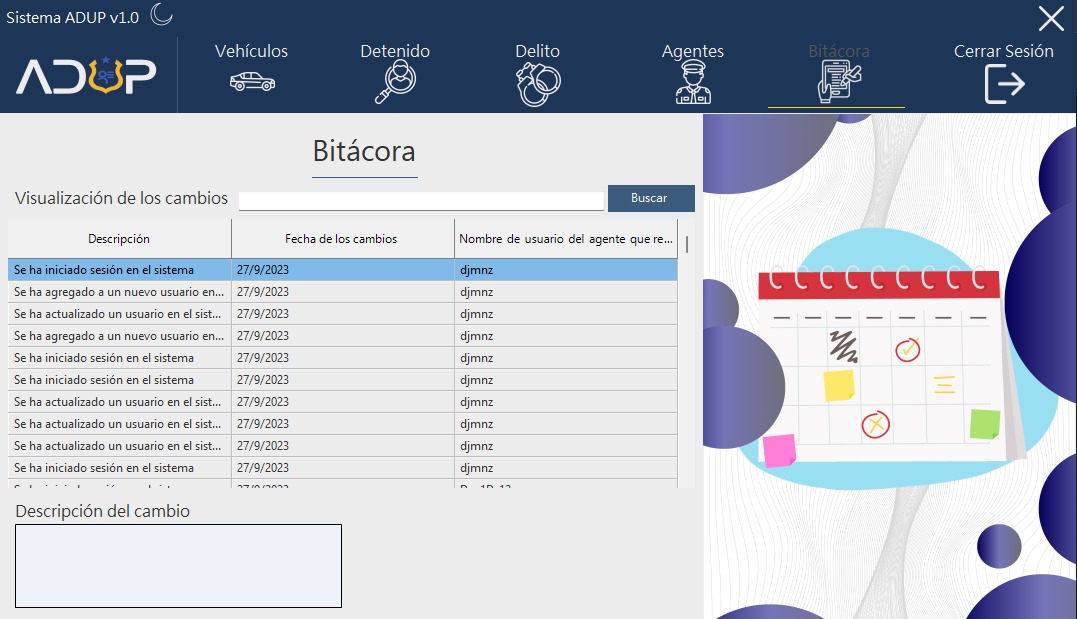 Sistema ADUP v1.0
ADUP
Vehículos
Detenido
Delito
Agentes
Bitácora
Cerrar Sesión
Bitácora
Visualización de los cambios
Buscar
Descripción Fecha de los cambios Nombre de usuario del agente que re...
Se ha iniciado sesión en el sistema 27/9/2023 djmnz
Se ha agregado a un nuevo usuario en... 27/9/2023 djmnz
Se ha actualizado un usuario en el sist... 27/9/2023 djmnz
Se ha agregado a un nuevo usuario en... 27/9/2023 djmnz
Se ha iniciado sesión en el sistema 27/9/2023 djmnz
Se ha iniciado sesión en el sistema 27/9/2023 djmnz
Se ha actualizado un usuario en el sist... 27/9/2023 djmnz
Se ha actualizado un usuario en el sist... 27/9/2023 djmnz
Se ha actualizado un usuario en el sist... 27/9/2023 djmnz
Se ha iniciado sesión en el sistema 27/9/2023 djmnz
Descripción del cambio